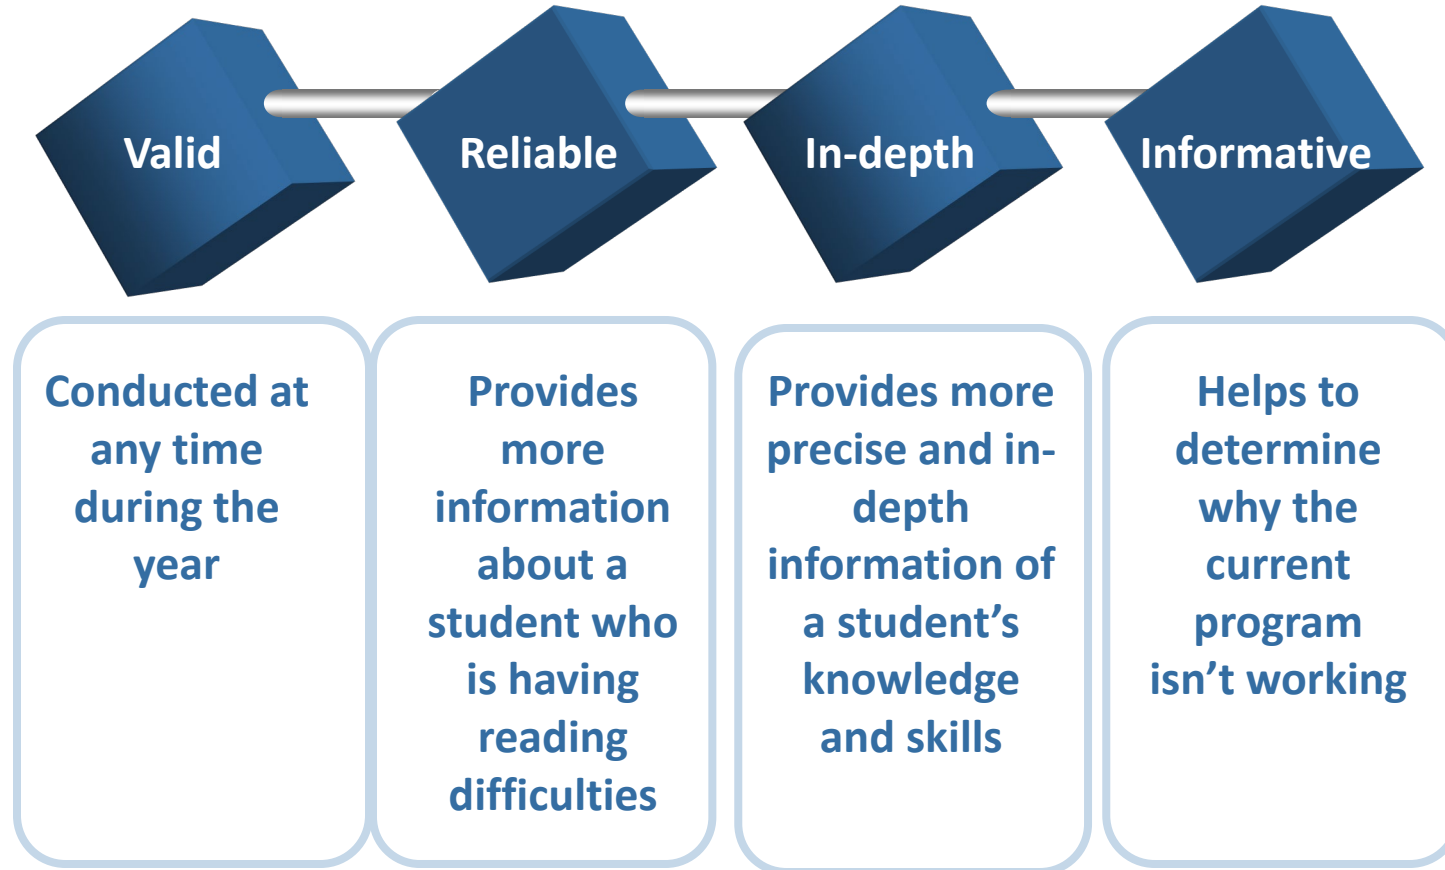 Valid
Reliable
In-depth
Informative
Conducted at
any time
during the
year
Provides
more
information
about a
student who
is having
reading
difficulties
Provides more
precise and in-
depth
information of
a student’s
knowledge
and skills
Helps to
determine
why the
current
program
isn’t working